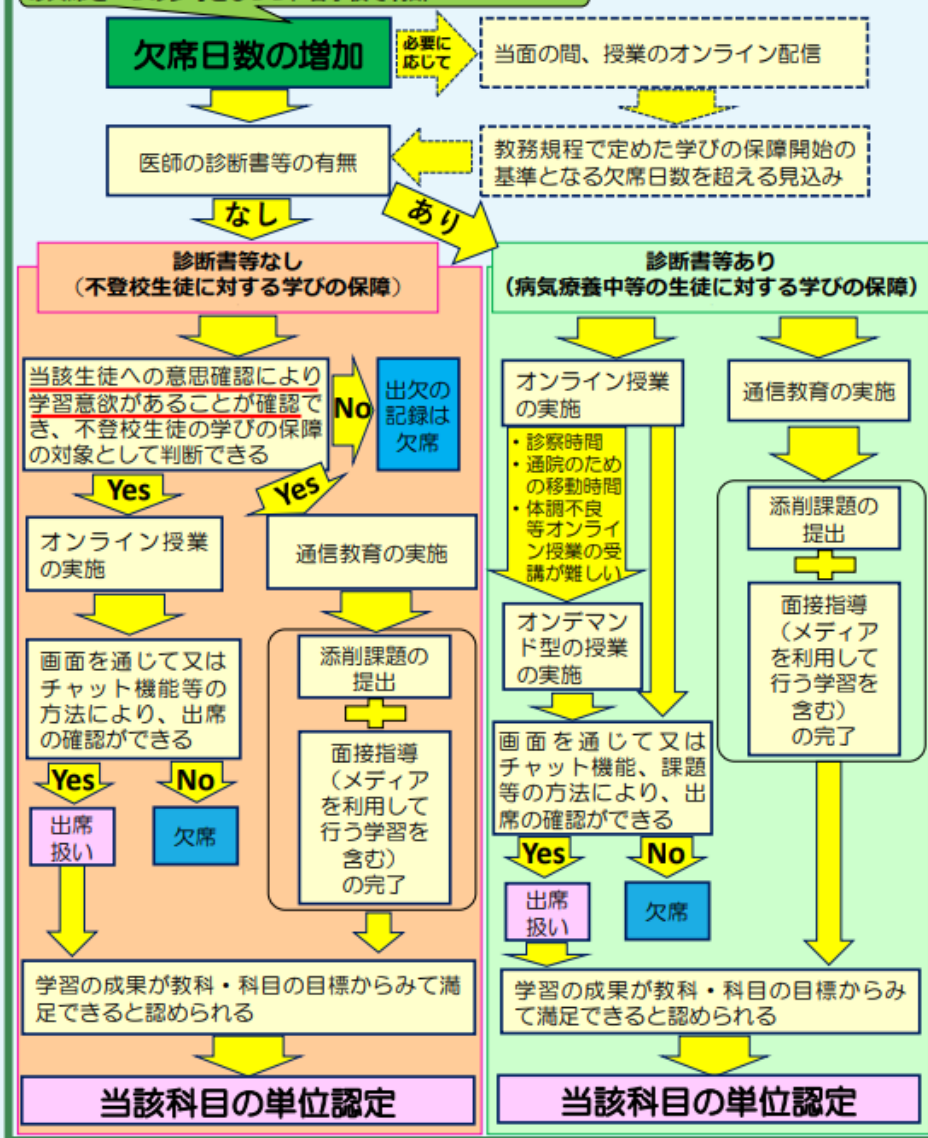 欠席日数の増加
必要に
応じて
当面の間、授業のオンライン配信
医師の診断書等の有無
教務規程で定めた学びの保障開始の
基準となる欠席日数を超える見込み
なし
あり
診断書等なし
（不登校生徒に対する学びの保障）
診断書等あり
（病気療養中等の生徒に対する学びの保障）
当該生徒への意思確認により
学習意欲があることが確認で
き、不登校生徒の学びの保障
の対象として判断できる
No
出欠の
記録は
欠席
Yes
Yes
オンライン授業
の実施
通信教育の実施
画面を通じて又は
チャット機能等の
方法により、出席
の確認ができる
添削課題の
提出
面接指導
（メディア
を利用して
行う学習を
含む）
の完了
Yes
No
出席
扱い
欠席
学習の成果が教科・科目の目標からみて満
足できると認められる
当該科目の単位認定
オンライン授業
の実施
通信教育の実施
・診察時間
・通院のため
の移動時間
・体調不良
等オンライ
ン授業の受
講が難しい
オンデマン
ド型の授業
の実施
添削課題の
提出
面接指導
（メディア
を利用して
行う学習を
含む）
の完了
画面を通じて又は
チャット機能、課題
等の方法により、出
席の確認ができる
Yes
No
出席
扱い
欠席
学習の成果が教科・科目の目標からみ
て満足できると認められる
当該科目の単位認定